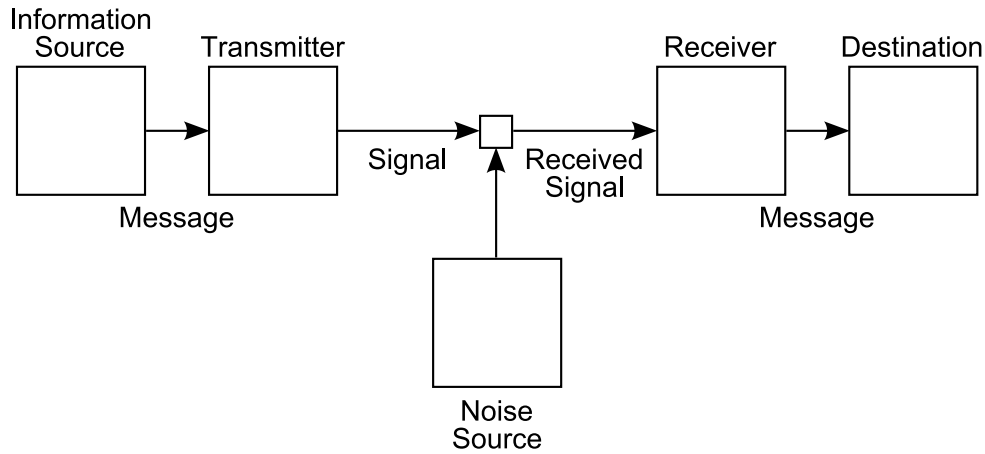 Information
Source
Transmitter
Receiver
Destination
Signal
Received
Signal
Message
Message
Noise
Source